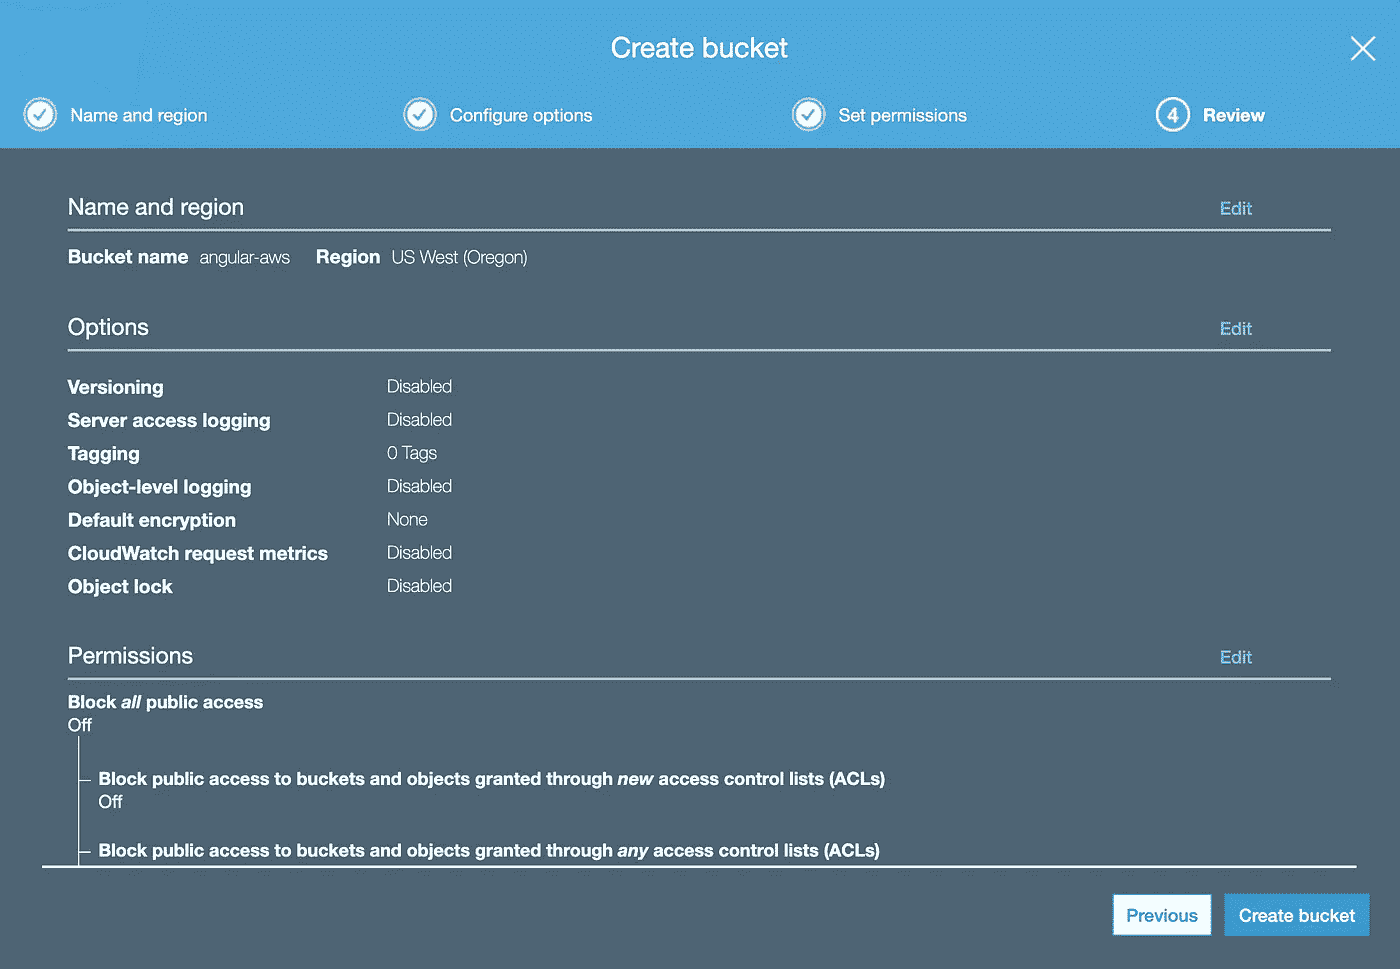 Create bucket
Name and region
Configure options
Set permissions
4 Review
Name and region Edit
Bucket name angular-aws Region US West (Oregon)
Options Edit
Versioning Disabled
Server access logging Disabled
Tagging 0 Tags
Object-level logging Disabled
Default encryption None
CloudWatch request metrics Disabled
Object lock Disabled
Permissions Edit
Block all public access
Off
Block public access to buckets and objects granted through new access control lists (ACLs)
Off
Block public access to buckets and objects granted through any access control lists (ACLs)
Previous Create bucket